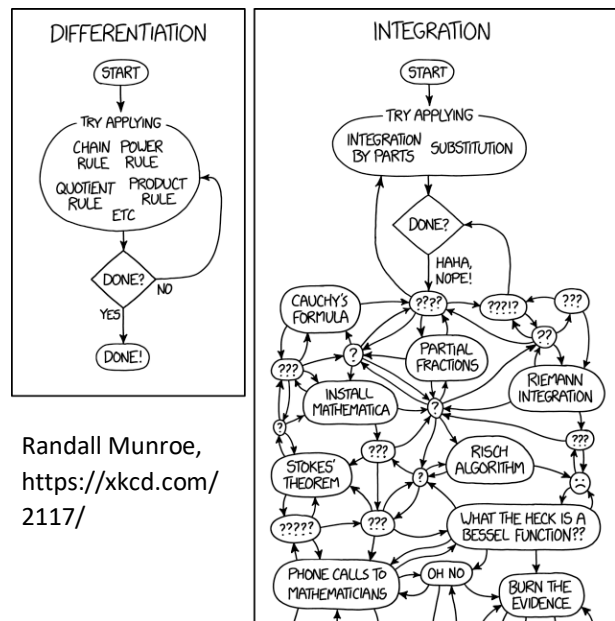 DIFFERENTIATION
START
TRY APPLYING
CHAIN RULE
POWER RULE
QUOTIENT RULE
PRODUCT RULE
ETC
DONE?
NO
YES
DONE!
Randall Munroe,
https://xkcd.com/
2117/
INTEGRATION
START
TRY APPLYING
INTEGRATION
BY PARTS
SUBSTITUTION
DONE?
HAHA,
NOPE!
CAUCHY'S
FORMULA
????
???!?
???
??
?
PARTIAL
FRACTIONS
???
INSTALL
MATHEMATICA
RIEMANN
INTEGRATION
?
?
???
STOKES'
THEOREM
???
?
RISCH
ALGORITHM
?????
???
WHAT THE HECK IS A
BESSEL FUNCTION??
PHONE CALLS TO
MATHEMATICIANS
OH NO
BURN THE
EVIDENCE